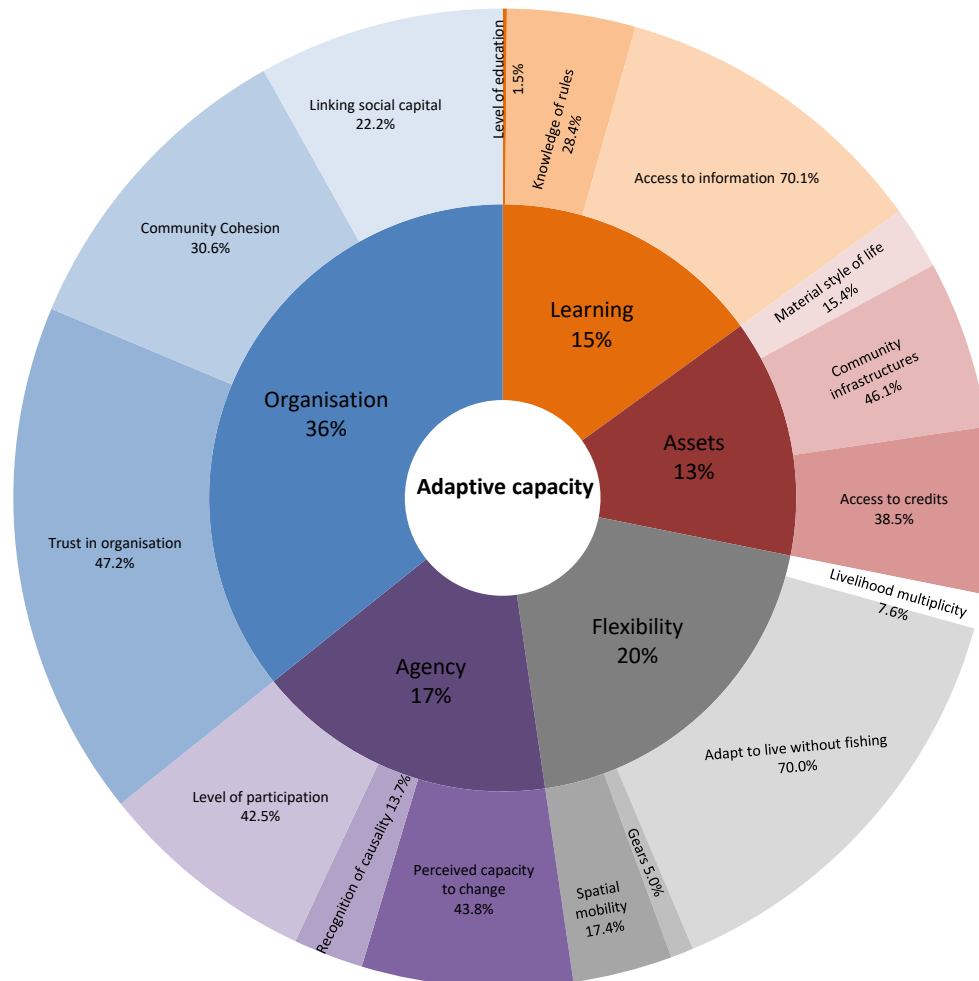 Adaptive capacity
Learning
15%
Level of education
1.5%
Knowledge of rules
28.4%
Access to information 70.1%
Assets
13%
Material style of life
15.4%
Community
infrastructures
46.1%
Access to credits
38.5%
Flexibility
20%
Livelihood multiplicity
7.6%
Adapt to live without fishing
70.0%
Gears 5.0%
Spatial
mobility
17.4%
Agency
17%
Perceived capacity
to change
43.8%
Recognition of causality 13.7%
Level of participation
42.5%
Organisation
36%
Trust in organisation
47.2%
Community Cohesion
30.6%
Linking social capital
22.2%